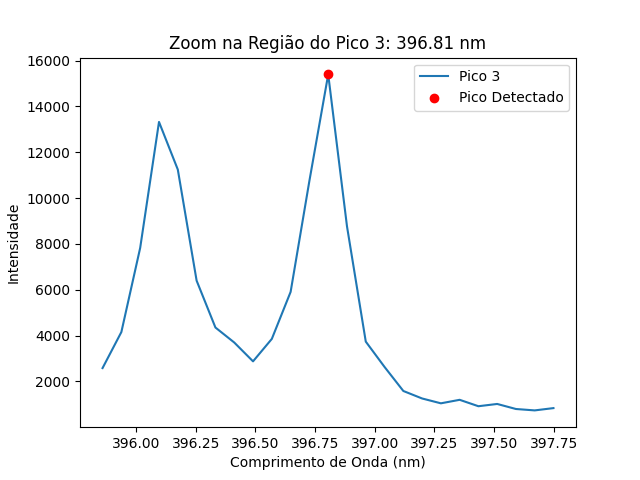 Zoom na Região do Pico 3: 396.81 nm
Pico 3
Pico Detectado
Intensidade
16000
14000
12000
10000
8000
6000
4000
2000
396.00 396.25 396.50 396.75 397.00 397.25 397.50 397.75
Comprimento de Onda (nm)